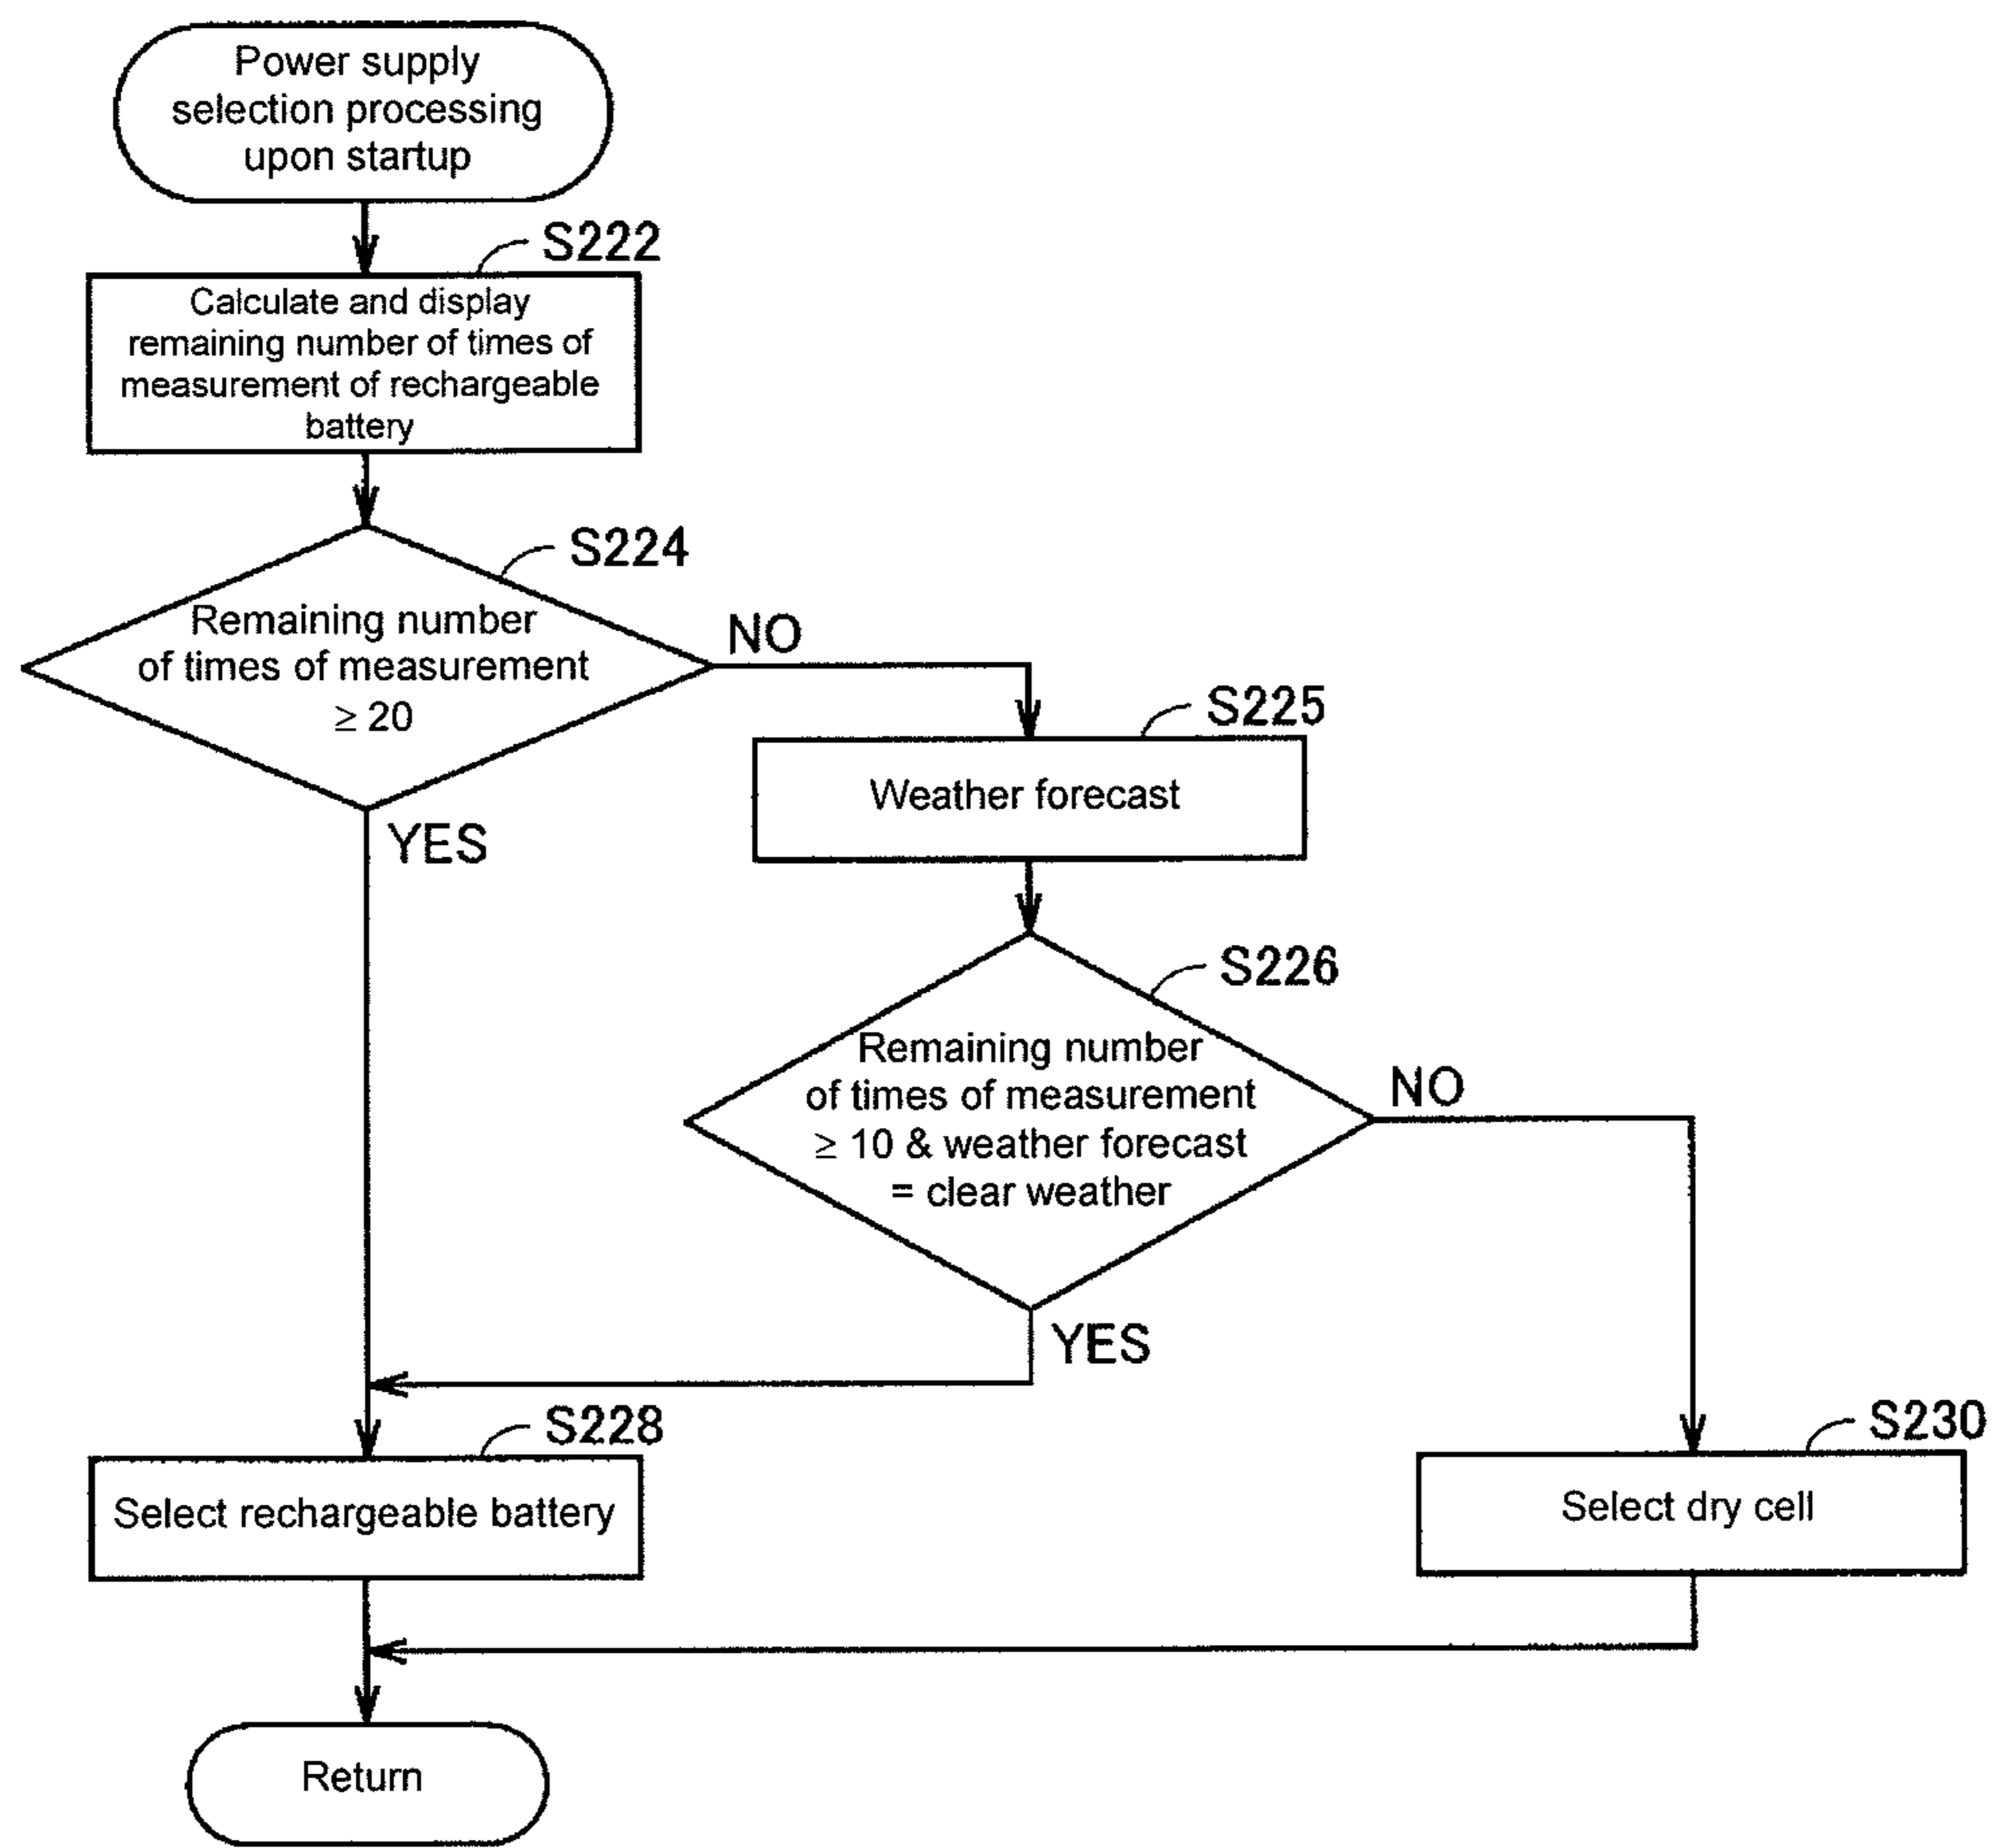 Power supply
selection processing
upon startup
S222
Calculate and display
remaining number of times of
measurement of rechargeable
battery
S224
Remaining number
of times of measurement
≥ 20
NO
YES
S225
Weather forecast
S226
Remaining number
of times of measurement
≥ 10 & weather forecast
= clear weather
NO
YES
S228
Select rechargeable battery
S230
Select dry cell
Return